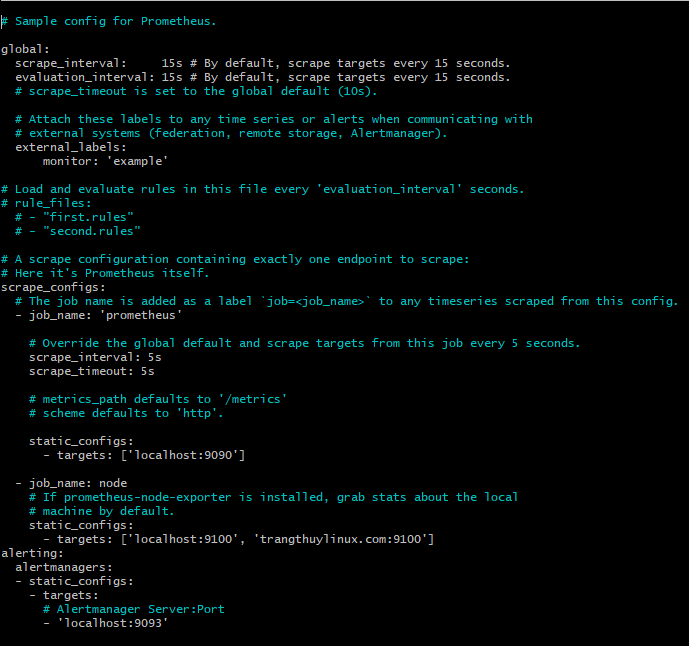 # Sample config for Prometheus.
global:
  scrape_interval:     15s # By default, scrape targets every 15 seconds.
  evaluation_interval: 15s # By default, scrape targets every 15 seconds.
  # scrape_timeout is set to the global default (10s).
  # Attach these labels to any time series or alerts when communicating with
  # external systems (federation, remote storage, Alertmanager).
  external_labels:
      monitor: 'example'
# Load and evaluate rules in this file every 'evaluation_interval' seconds.
# rule_files:
  # - "first.rules"
  # - "second.rules"
# A scrape configuration containing exactly one endpoint to scrape:
# Here it's Prometheus itself.
scrape_configs:
  # The job name is added as a label `job=<job_name>` to any timeseries scraped from this config.
  - job_name: 'prometheus'
    # Override the global default and scrape targets from this job every 5 seconds.
    scrape_interval: 5s
    scrape_timeout: 5s
    # metrics_path defaults to '/metrics'
    # scheme defaults to 'http'.
    static_configs:
      - targets: ['localhost:9090']
  - job_name: node
    # If prometheus-node-exporter is installed, grab stats about the local
    # machine by default.
    static_configs:
      - targets: ['localhost:9100', 'trangthuylinux.com:9100']
alerting:
  alertmanagers:
  - static_configs:
    - targets:
      # Alertmanager Server:Port
      - 'localhost:9093'